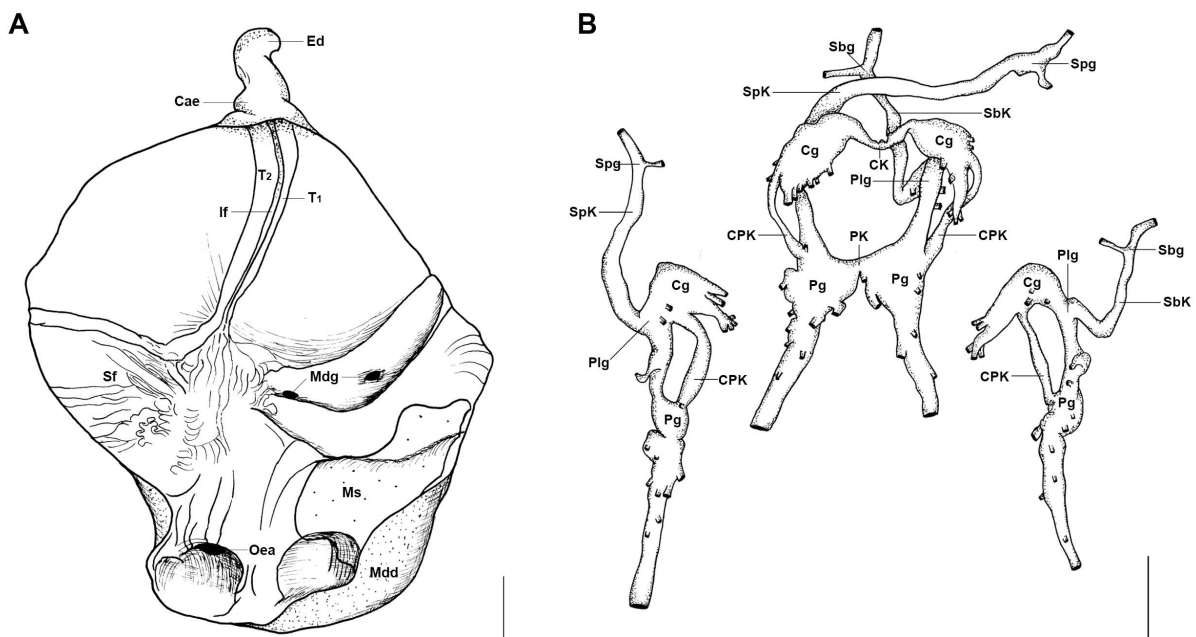 A
Ed
Cae
T2
T1
If
Sf
Mdg
Ms
Oea
Mdd
B
Sbg
Spg
SpK
SbK
Cg
Cg
CK
Plg
CPK
PK
CPK
Pg
Pg
Spg
SpK
Cg
Plg
CPK
Pg
Plg
Sbg
Cg
SbK
CPK
Pg